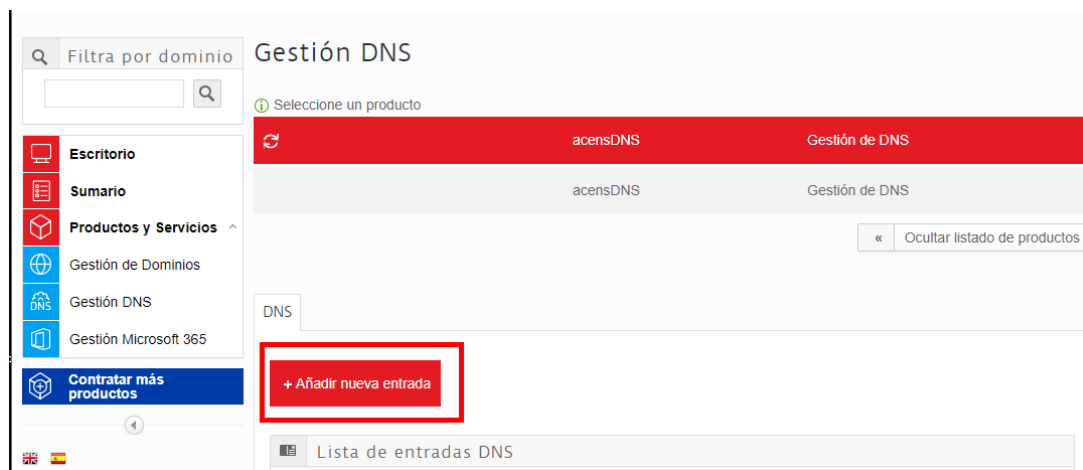 Filtra por dominio
Gestión DNS
Seleccione un producto
acensDNS Gestión de DNS
acensDNS Gestión de DNS
« Ocultar listado de productos
Escritorio
Sumario
Productos y Servicios
Gestión de Dominios
DNS Gestión DNS
Gestión Microsoft 365
Contratar más
productos
DNS
+ Añadir nueva entrada
Lista de entradas DNS